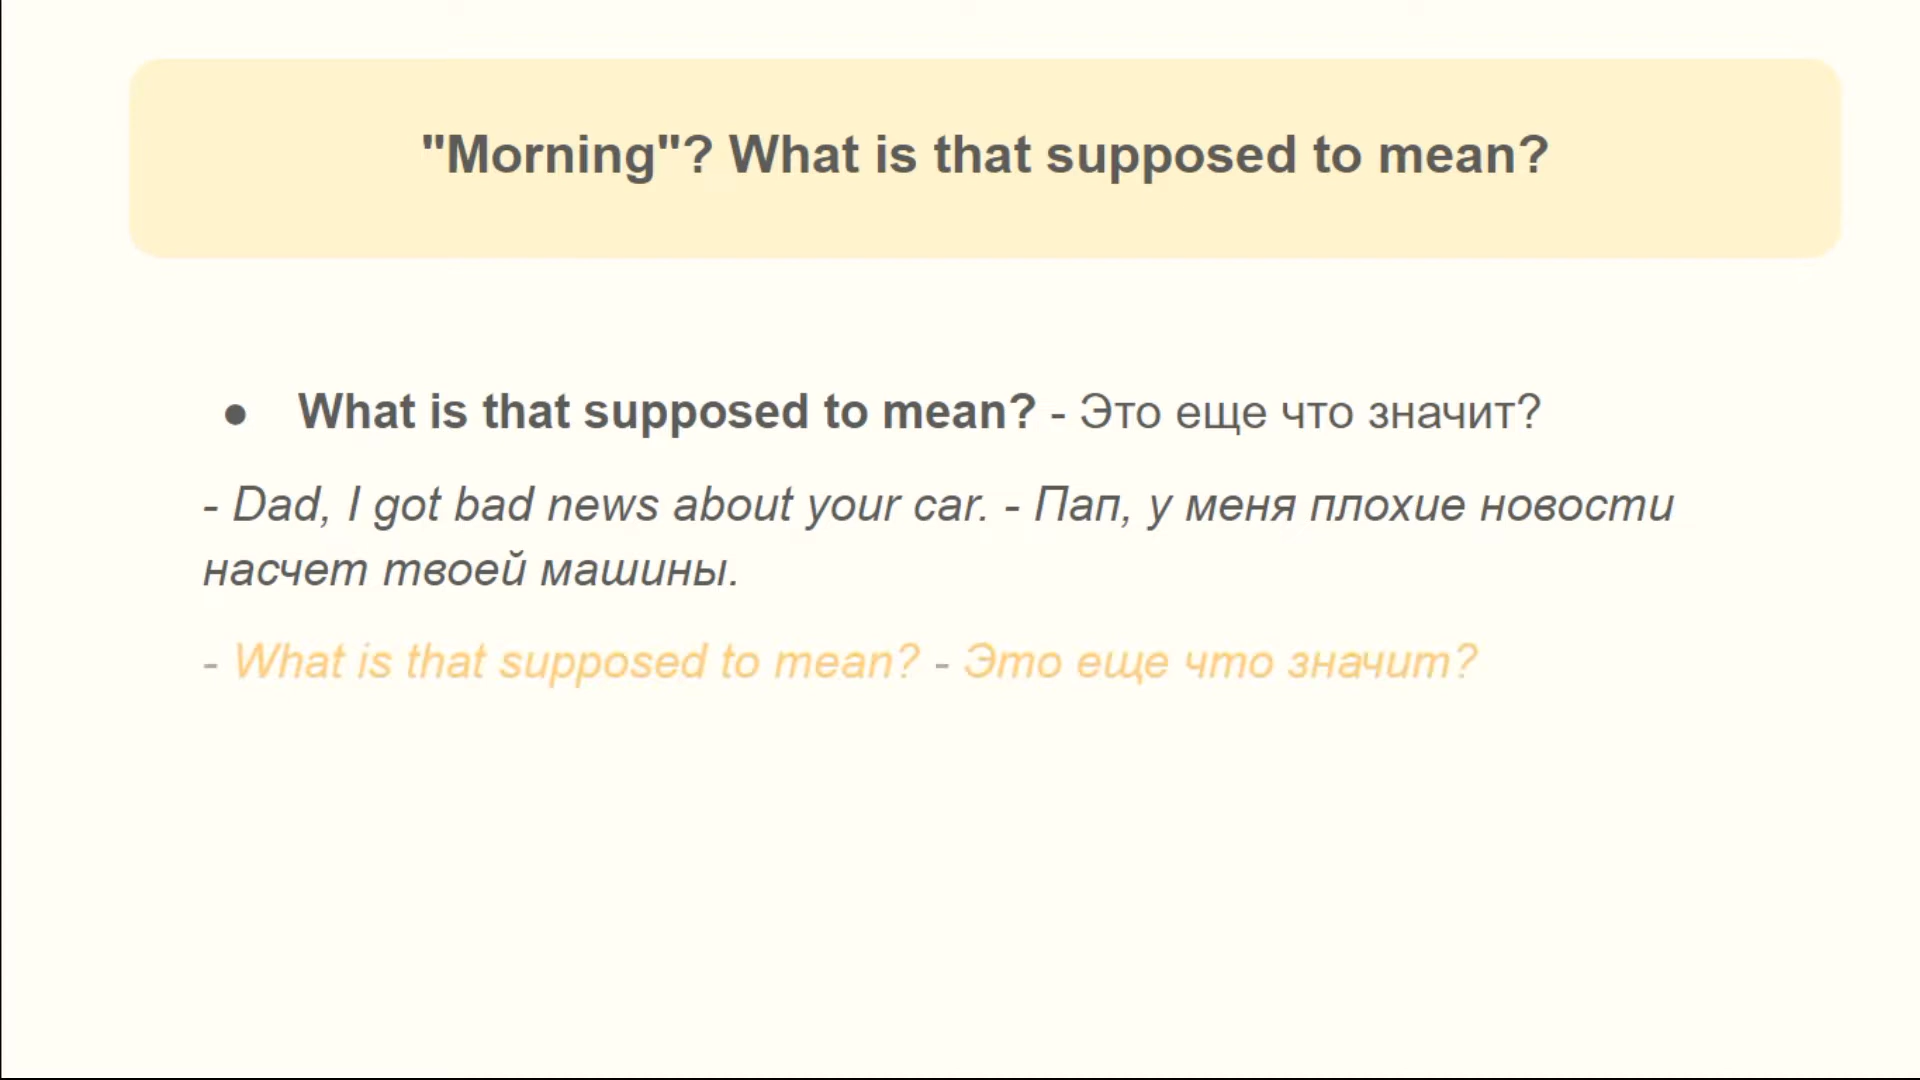 "Morning"? What is that supposed to mean?
● What is that supposed to mean? - Это еще что значит?
- Dad, I got bad news about your car. - Пап, у меня плохие новости
насчет твоей машины.
- What is that supposed to mean? - Это еще что значит?